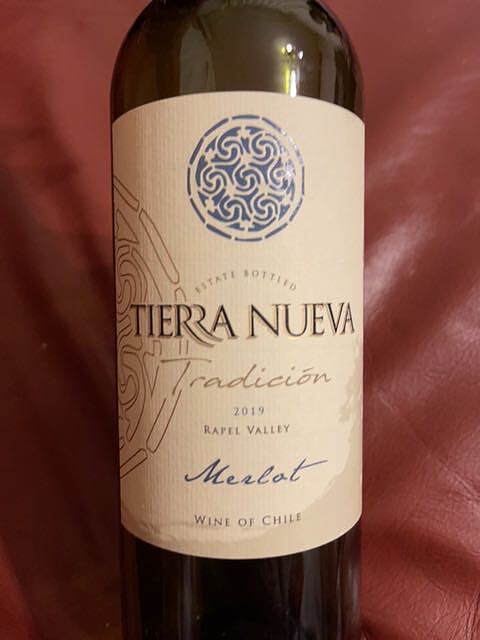 ESTATE BOTTLED
TIERRA NUEVA
Tradición
2019
RAPEL VALLEY
Merlot
WINE OF CHILE